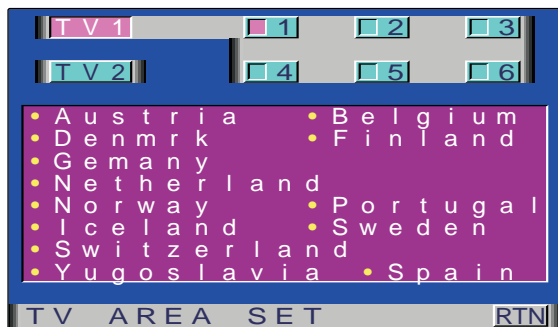 TV1 1 2 3
TV2 4 5 6
• Austria • Belgium
• Denmrk • Finland
• Gemany
• Netherland
• Norway • Portugal
• Iceland • Sweden
• Switzerland
• Yugoslavia • Spain
TV AREA SET RTN